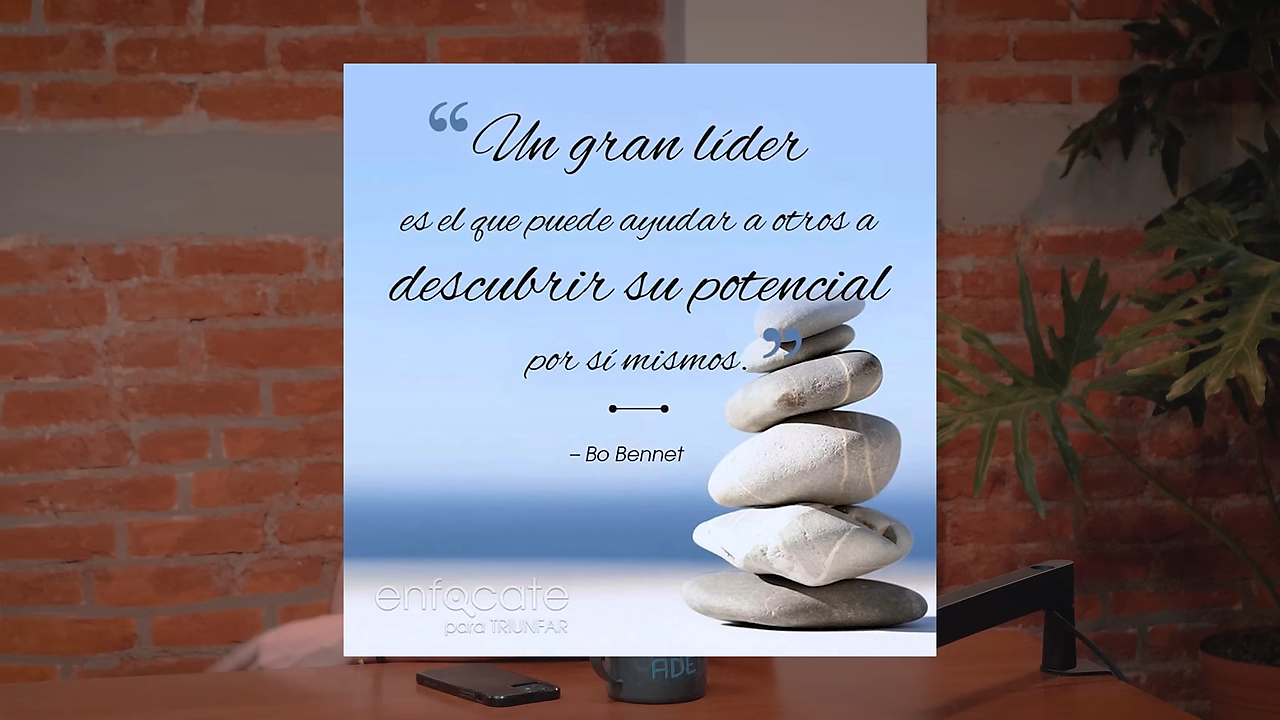 “Un gran líder
es el que puede ayudar a otros a
descubrir su potencial
por sí mismos.”
– Bo Bennet
enfocate
para TRIUNFAR
ADE